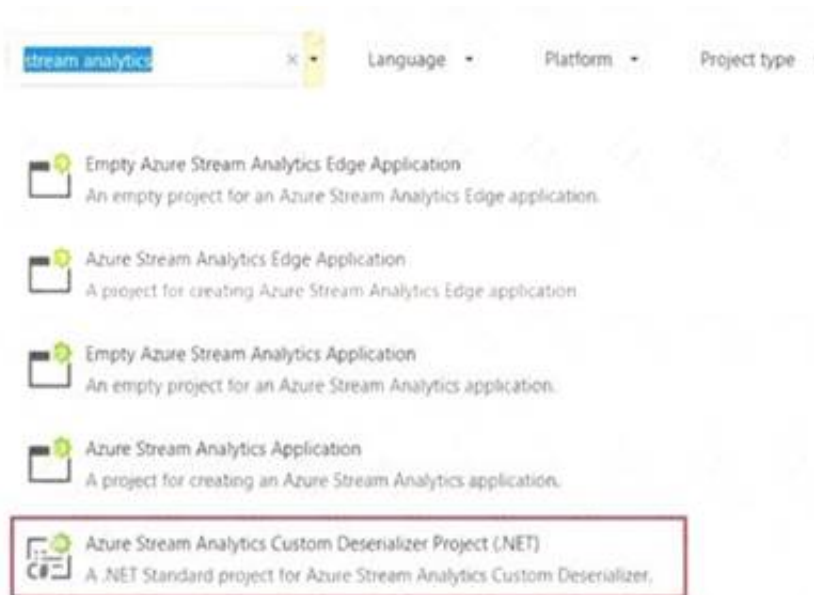 stream analytics
Language
Platform
Project type
Empty Azure Stream Analytics Edge Application
An empty project for an Azure Stream Analytics Edge application.
Azure Stream Analytics Edge Application
A project for creating Azure Stream Analytics Edge application
Empty Azure Stream Analytics Application
An empty project for an Azure Stream Analytics application.
Azure Stream Analytics Application
A project for creating an Azure Stream Analytics application.
Azure Stream Analytics Custom Deserializer Project (.NET)
A .NET Standard project for Azure Stream Analytics Custom Deserializer.
C#